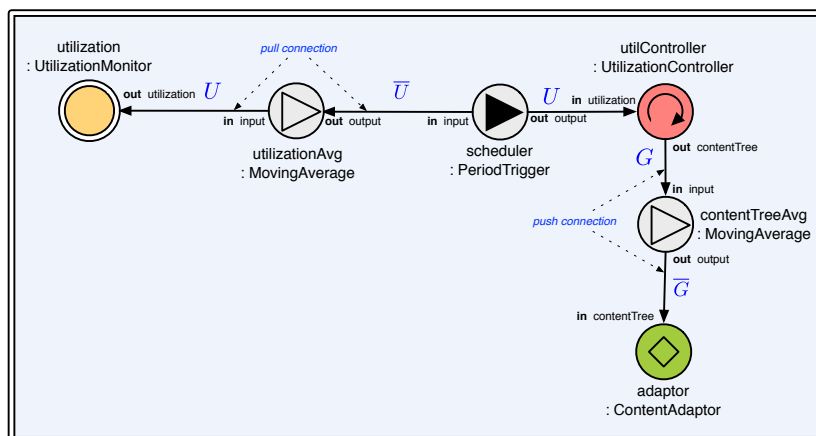 utilization
: UtilizationMonitor
pull connection
utilController
: UtilizationController
out utilization
U
U̅
U
in utilization
in input
out output
in input
out output
utilizationAvg
: MovingAverage
scheduler
: PeriodTrigger
out contentTree
G
in input
push connection
contentTreeAvg
: MovingAverage
out output
G̅
in contentTree
adaptor
: ContentAdaptor